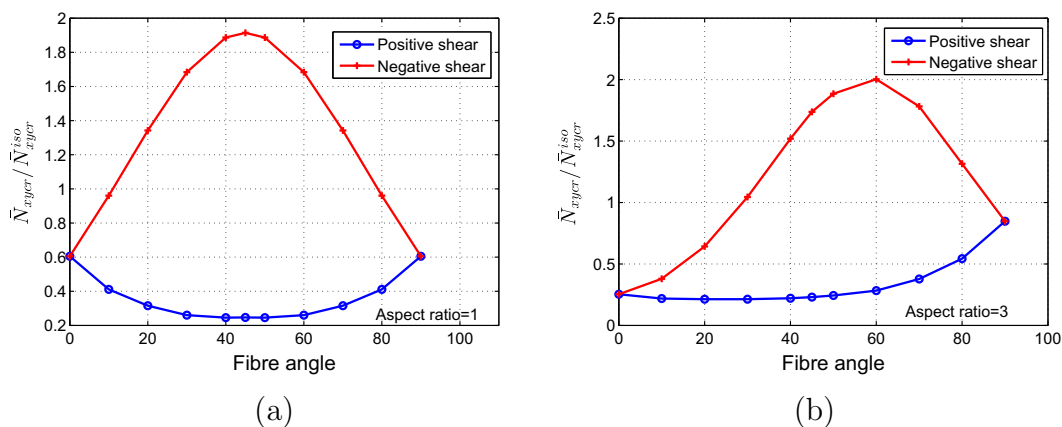 2
1.8
1.6
1.4
1.2
1
0.8
0.6
0.4
0.2
0 20 40 60 80 100
N̄xycr/N̄xycr^iso
Fibre angle
Positive shear
Negative shear
Aspect ratio=1
(a)
2.5
2
1.5
1
0.5
0
0 20 40 60 80 100
N̄xycr/N̄xycr^iso
Fibre angle
Positive shear
Negative shear
Aspect ratio=3
(b)